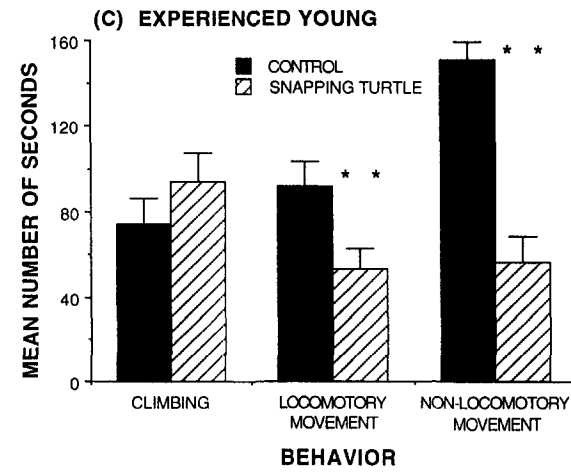 (C) EXPERIENCED YOUNG
160
120
80
40
0
MEAN NUMBER OF SECONDS
CONTROL
SNAPPING TURTLE
* *
* *
CLIMBING
LOCOMOTORY
MOVEMENT
NON-LOCOMOTORY
MOVEMENT
BEHAVIOR